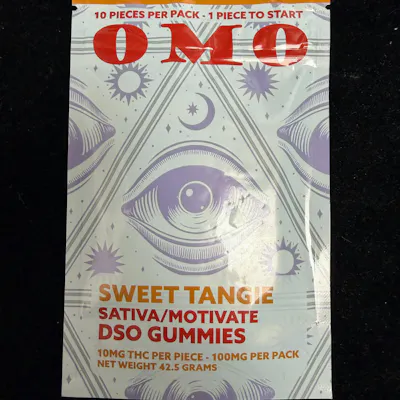 10 PIECES PER PACK - 1 PIECE TO START
OMO
SWEET TANGIE
SATIVA/MOTIVATE
DSO GUMMIES
10MG THC PER PIECE - 100MG PER PACK
NET WEIGHT 42.5 GRAMS